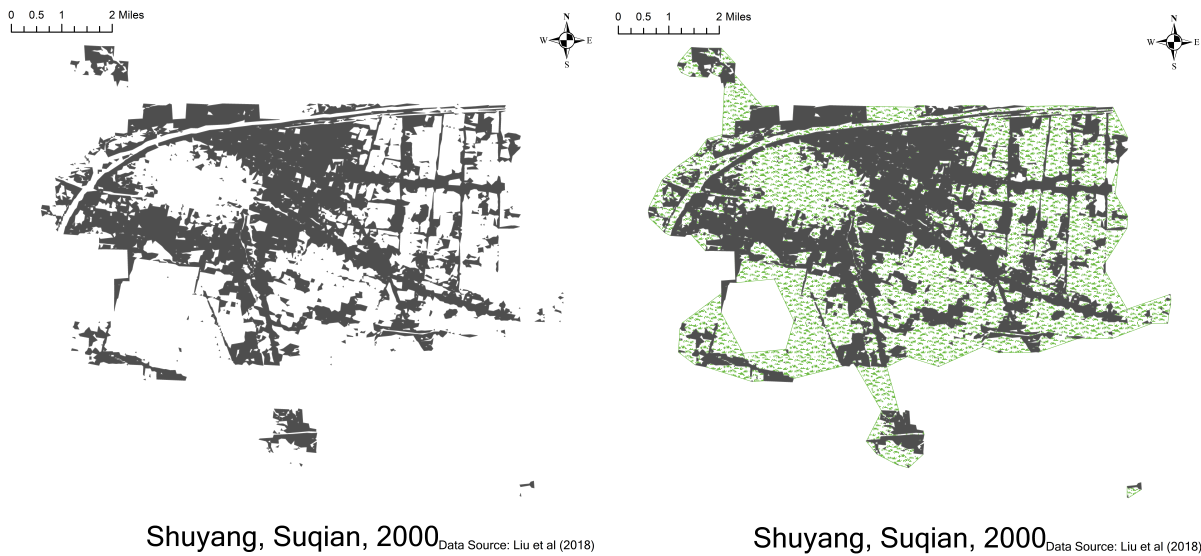 0 0.5 1 2 Miles
N
W E
S
Shuyang, Suqian, 2000 Data Source: Liu et al (2018)
0 0.5 1 2 Miles
N
W E
S
Shuyang, Suqian, 2000 Data Source: Liu et al (2018)